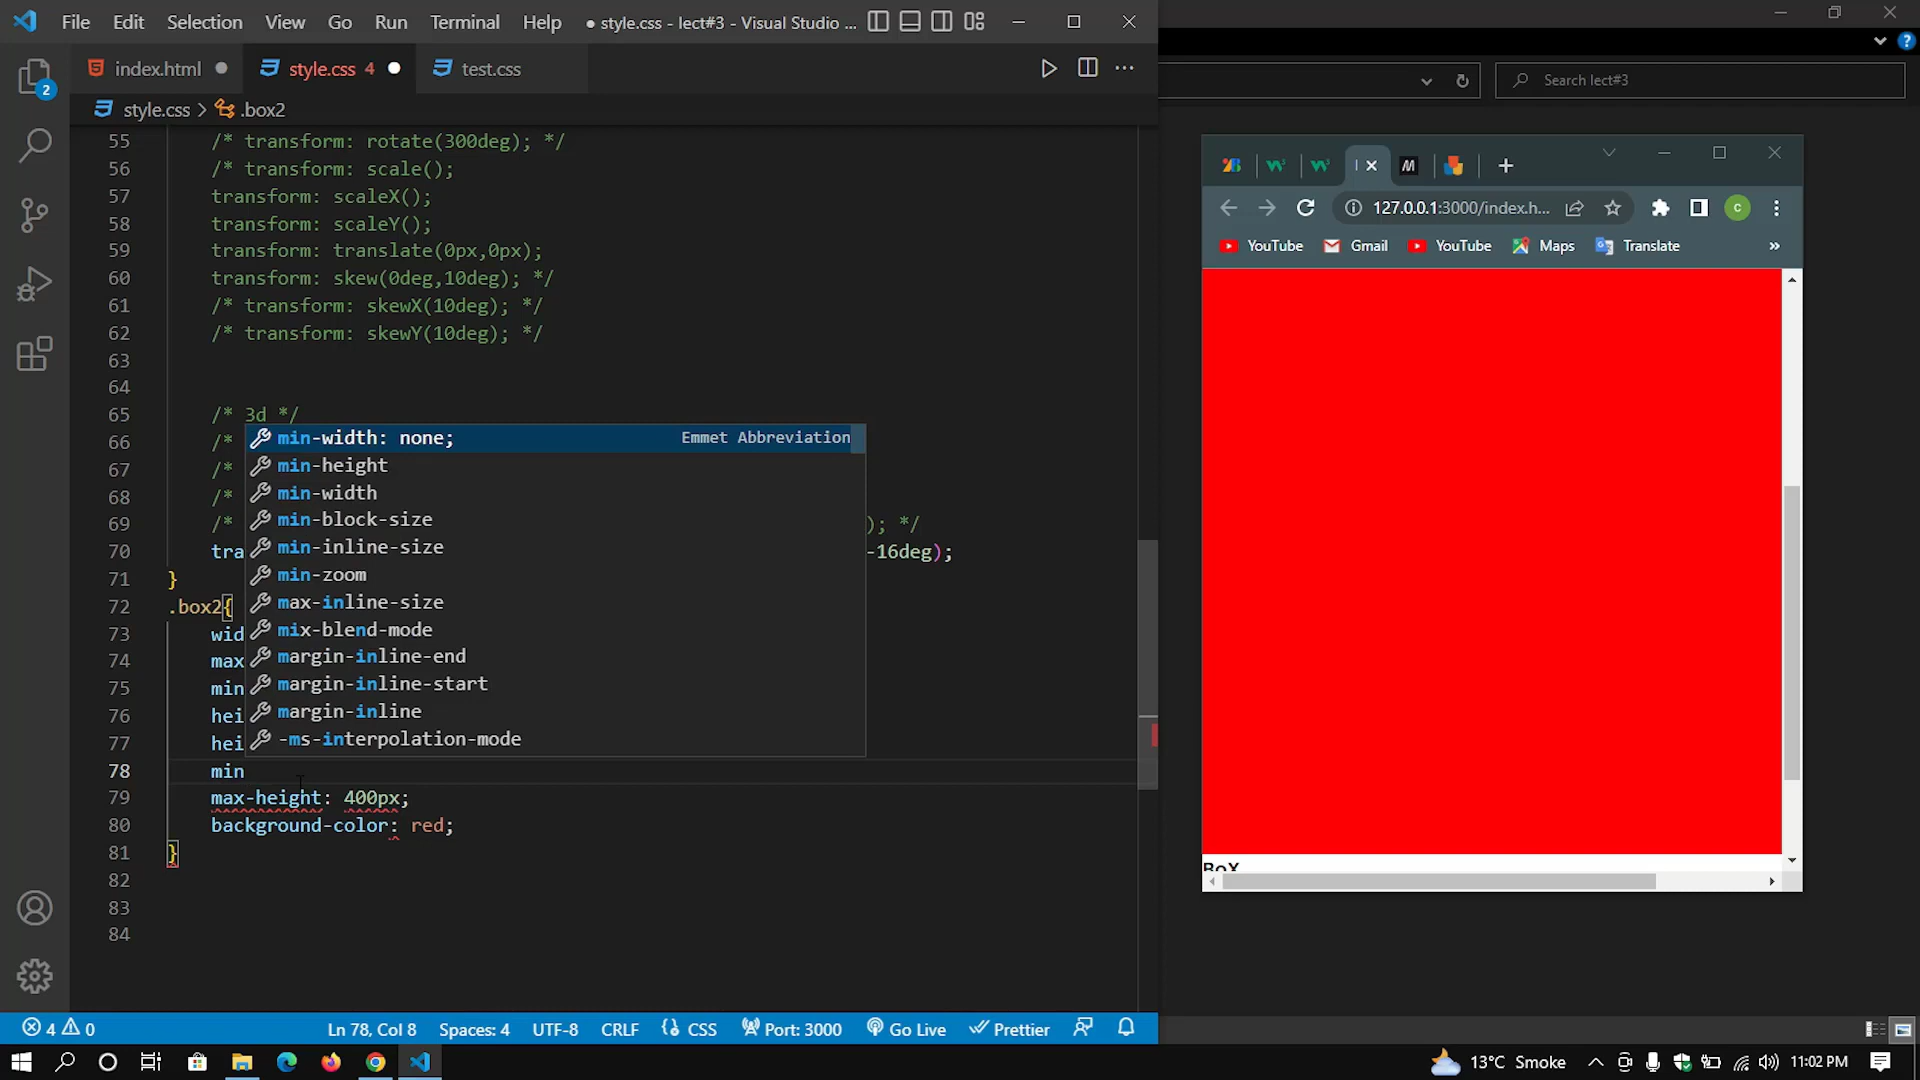 File Edit Selection View Go Run Terminal Help ● style.css - lect#3 - Visual Studio ...
index.html style.css 4 test.css
style.css > .box2
55 /* transform: rotate(300deg); */
56 /* transform: scale();
57 transform: scaleX();
58 transform: scaleY();
59 transform: translate(0px,0px);
60 transform: skew(0deg,10deg); */
61 /* transform: skewX(10deg); */
62 /* transform: skewY(10deg); */
63
64
65 /* 3d */
66 /*
67 /*
68 /*
69 /* ); */
70 tra -16deg);
71 }
72 .box2{
73 wid
74 max
75 min
76 hei
77 hei
78 min
79 max-height: 400px;
80 background-color: red;
81 }
82
83
84
min-width: none; Emmet Abbreviation
min-height
min-width
min-block-size
min-inline-size
min-zoom
max-inline-size
mix-blend-mode
margin-inline-end
margin-inline-start
margin-inline
-ms-interpolation-mode
2
4 0 Ln 78, Col 8 Spaces: 4 UTF-8 CRLF CSS Port: 3000 Go Live Prettier
Search lect#3
127.0.0.1:3000/index.h... C
YouTube Gmail YouTube Maps Translate »
BoX
13°C Smoke 11:02 PM